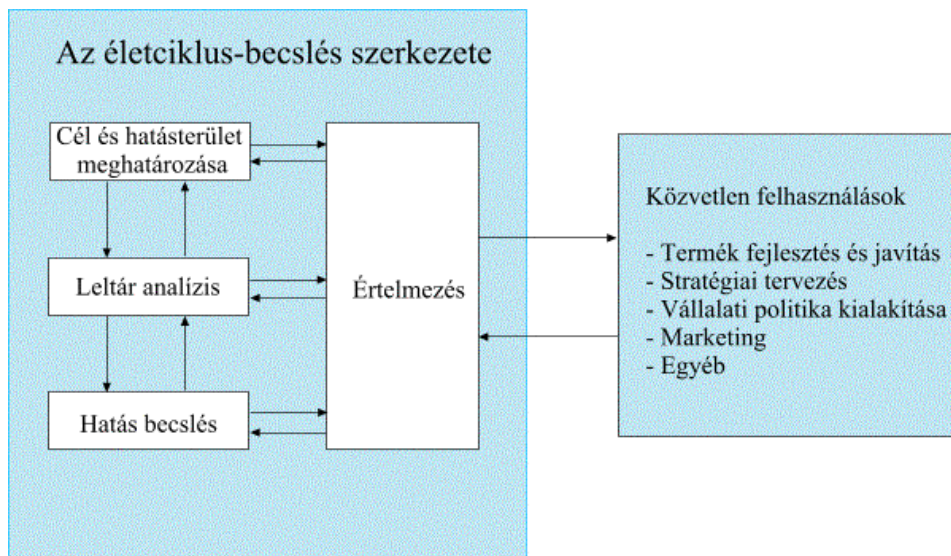 Az életciklus-becslés szerkezete
Cél és hatásterület
meghatározása
Leltár analízis
Hatás becslés
Értelmezés
Közvetlen felhasználások
- Termék fejlesztés és javítás
- Stratégiai tervezés
- Vállalati politika kialakítása
- Marketing
- Egyéb